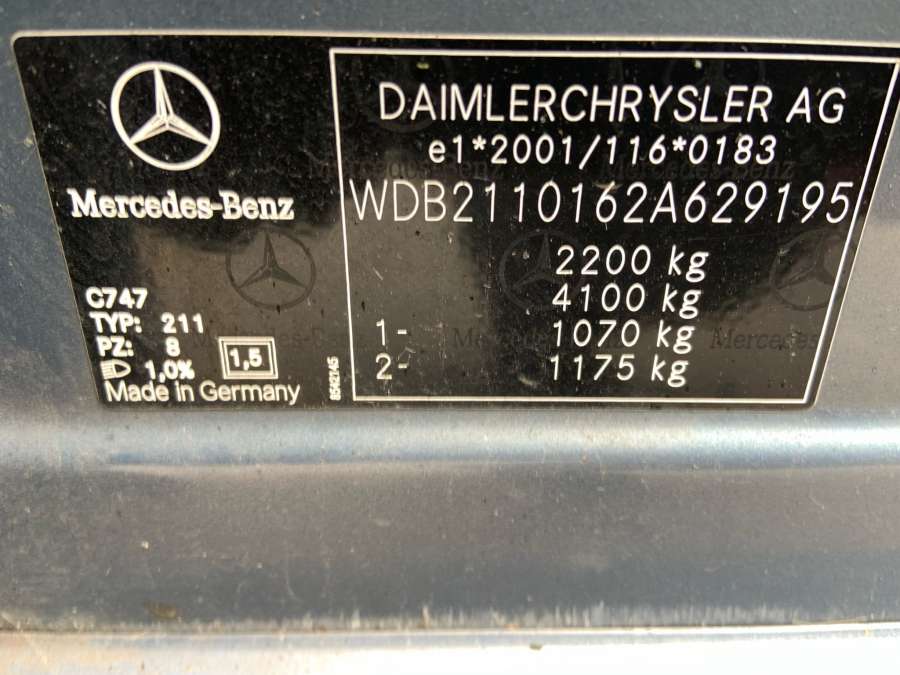 Mercedes-Benz
C747
TYP: 211
PZ: 8
1,0%
1,5
Made in Germany
8542145
DAIMLERCHRYSLER AG
e1*2001/116*0183
WDB2110162A629195
2200 kg
4100 kg
1- 1070 kg
2- 1175 kg